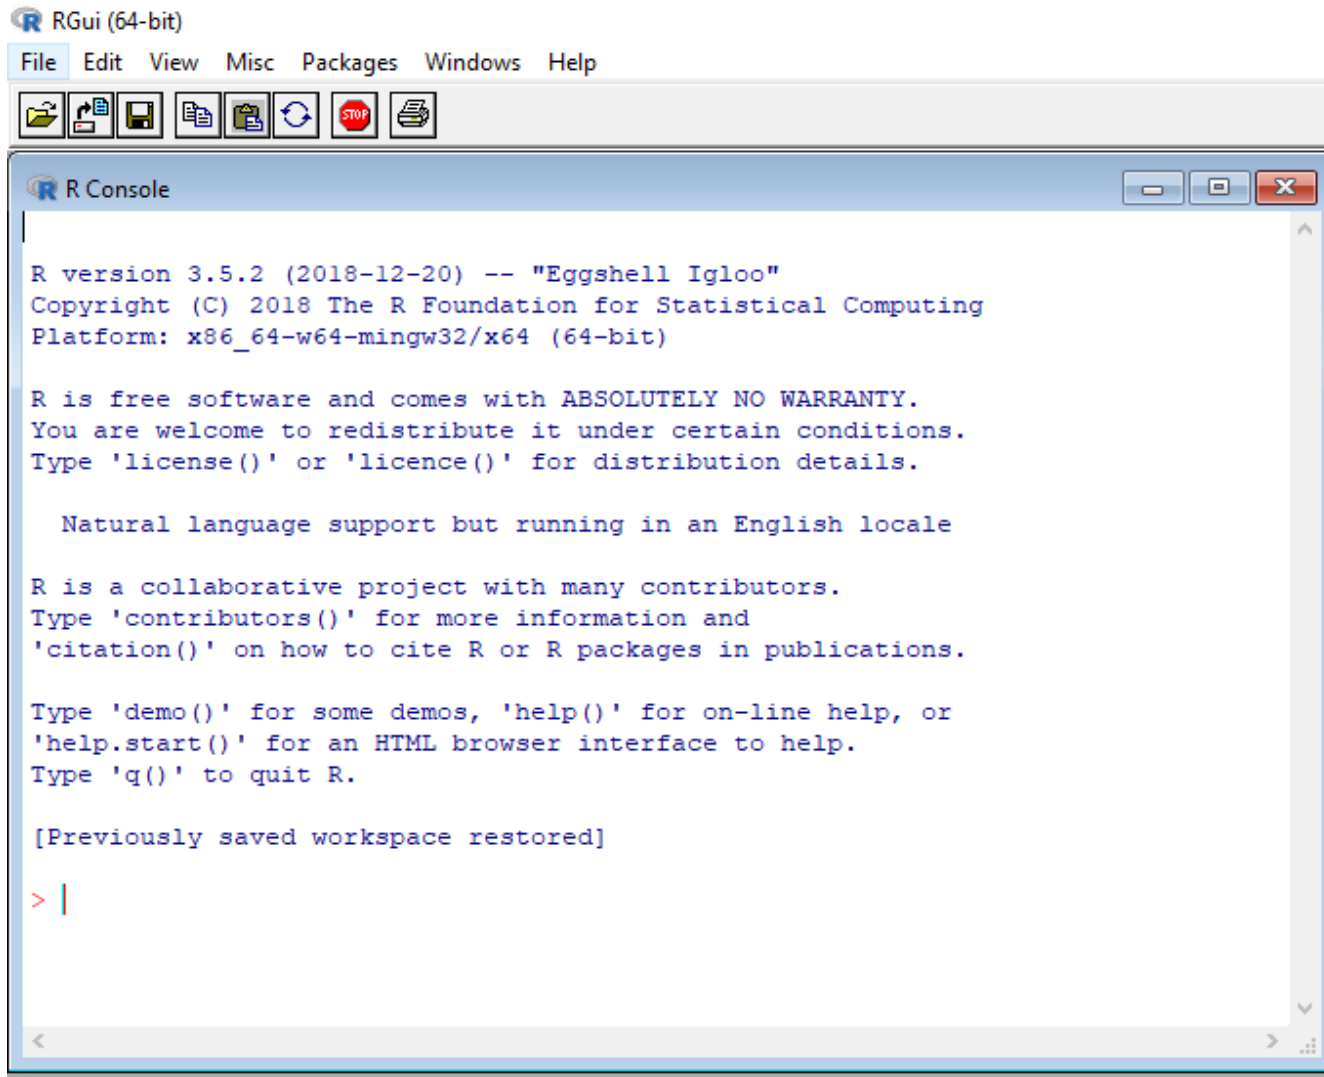 RGui (64-bit)
File Edit View Misc Packages Windows Help
STOP
R Console
R version 3.5.2 (2018-12-20) -- "Eggshell Igloo"
Copyright (C) 2018 The R Foundation for Statistical Computing
Platform: x86_64-w64-mingw32/x64 (64-bit)
R is free software and comes with ABSOLUTELY NO WARRANTY.
You are welcome to redistribute it under certain conditions.
Type 'license()' or 'licence()' for distribution details.
Natural language support but running in an English locale
R is a collaborative project with many contributors.
Type 'contributors()' for more information and
'citation()' on how to cite R or R packages in publications.
Type 'demo()' for some demos, 'help()' for on-line help, or
'help.start()' for an HTML browser interface to help.
Type 'q()' to quit R.
[Previously saved workspace restored]
>